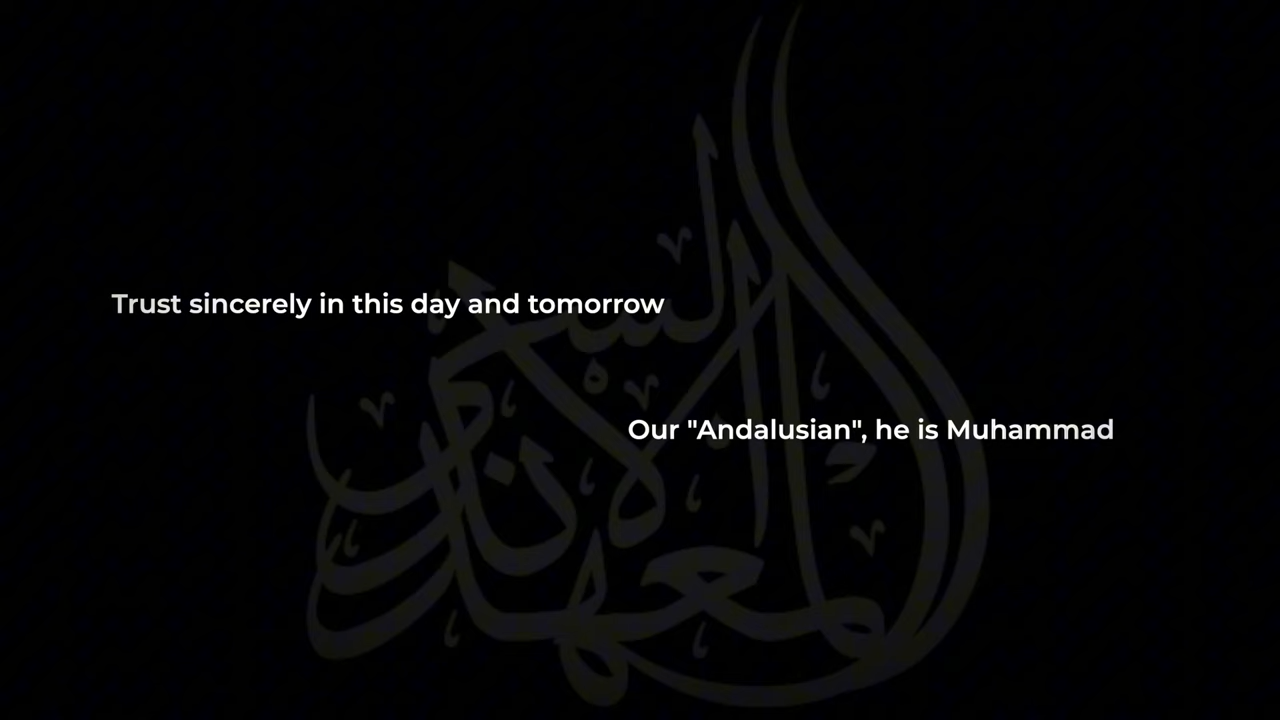 Trust sincerely in this day and tomorrow
Our "Andalusian", he is Muhammad